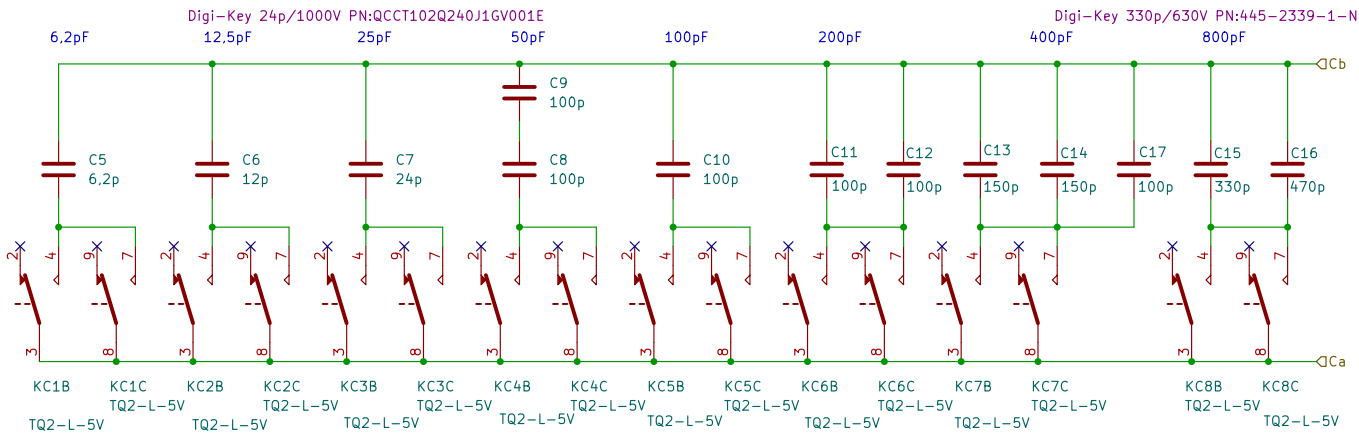 Digi-Key 24p/1000V PN:QCCT102Q240J1GV001E
Digi-Key 330p/630V PN:445-2339-1-N
6,2pF
12,5pF
25pF
50pF
100pF
200pF
400pF
800pF
Cb
C9
100p
C5
6,2p
C6
12p
C7
24p
C8
100p
C10
100p
C11
100p
C12
100p
C13
150p
C14
150p
C17
100p
C15
330p
C16
470p
2 4 9 7 2 4 9 7 2 4 9 7 2 4 9 7 2 4 9 7 2 4 9 7 2 4 9 7 2 4 9 7
3 8 3 8 3 8 3 8 3 8 3 8 3 8 3 8
Ca
KC1B
TQ2-L-5V
KC1C
TQ2-L-5V
KC2B
TQ2-L-5V
KC2C
TQ2-L-5V
KC3B
TQ2-L-5V
KC3C
TQ2-L-5V
KC4B
TQ2-L-5V
KC4C
TQ2-L-5V
KC5B
TQ2-L-5V
KC5C
TQ2-L-5V
KC6B
TQ2-L-5V
KC6C
TQ2-L-5V
KC7B
TQ2-L-5V
KC7C
TQ2-L-5V
KC8B
TQ2-L-5V
KC8C
TQ2-L-5V